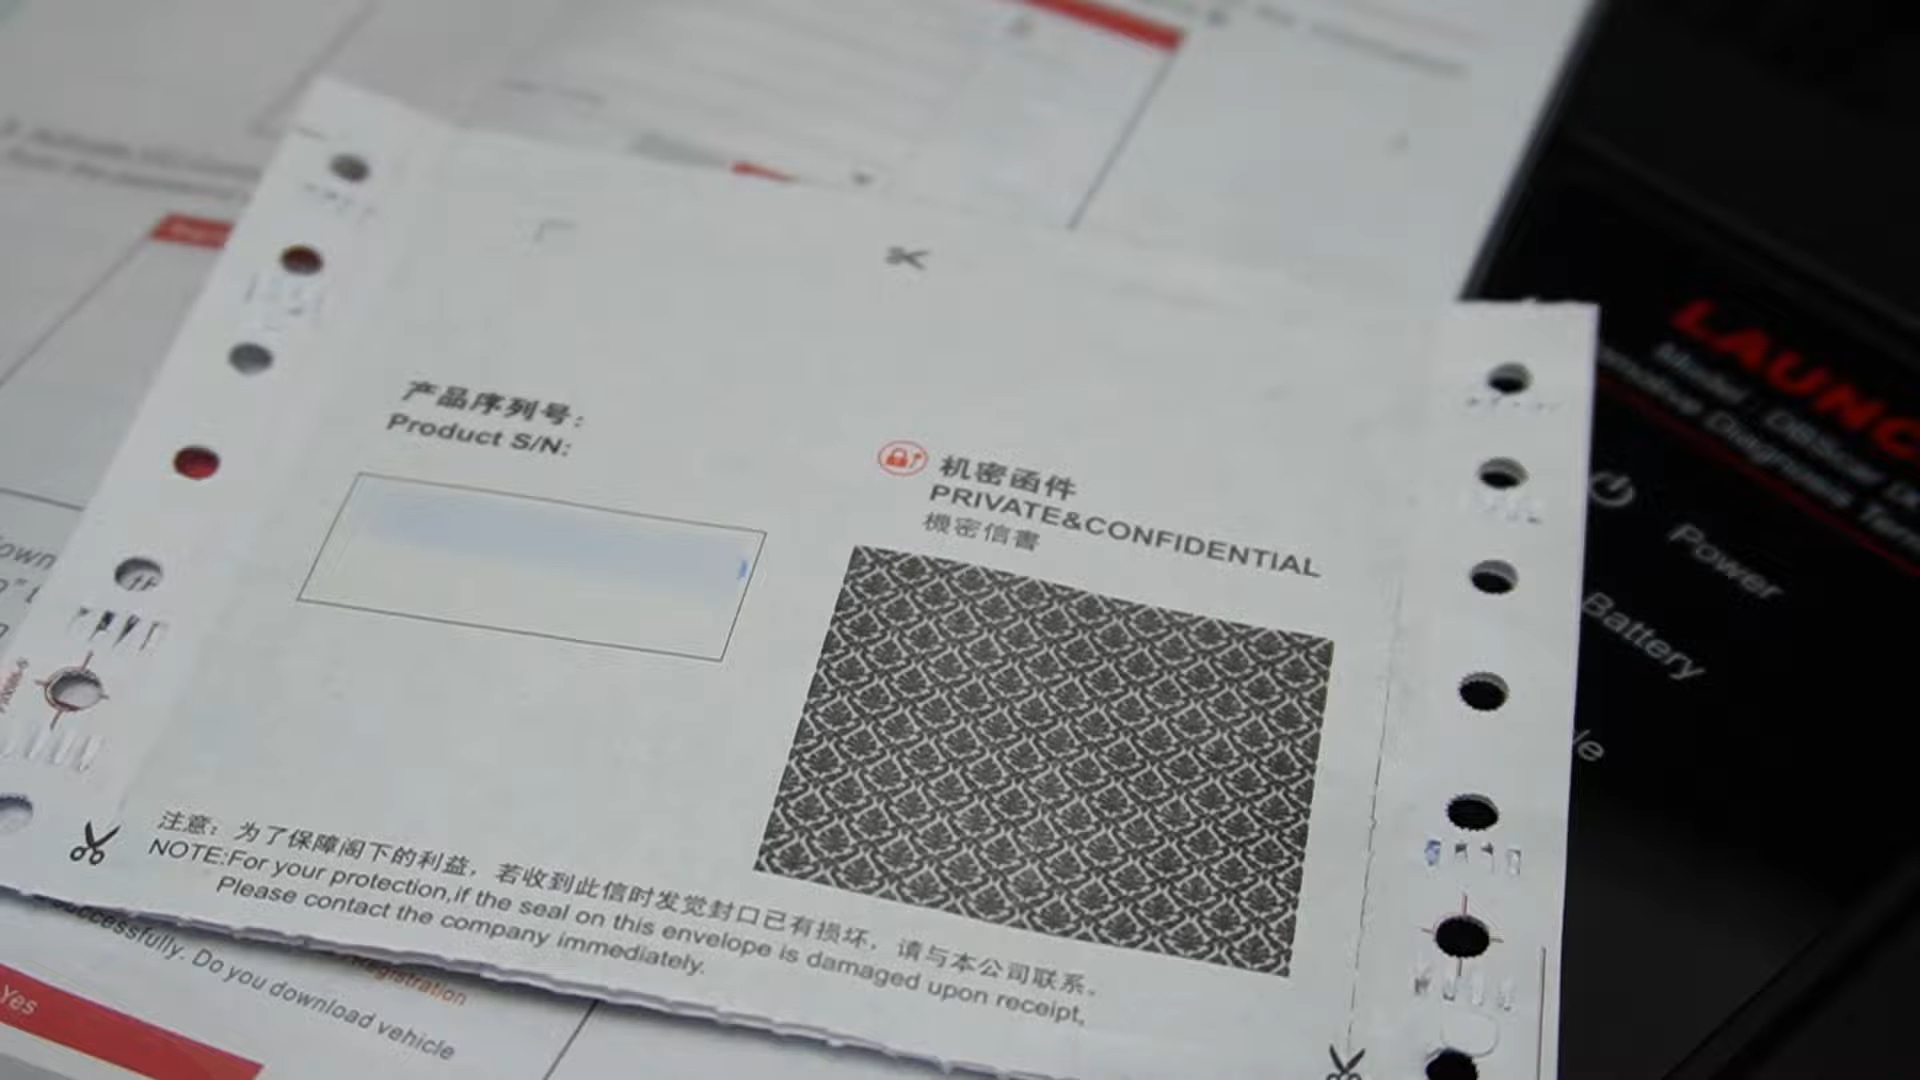 产品序列号:
Product S/N:
机密函件
PRIVATE&CONFIDENTIAL
機密信書
注意: 为了保障阁下的利益, 若收到此信时发觉封口已有损坏, 请与本公司联系。
NOTE:For your protection,if the seal on this envelope is damaged upon receipt,
Please contact the company immediately.
LAUNC
Model : DBScar
Diagnosis
Power
Battery
Registration
successfully. Do you download vehicle
Yes